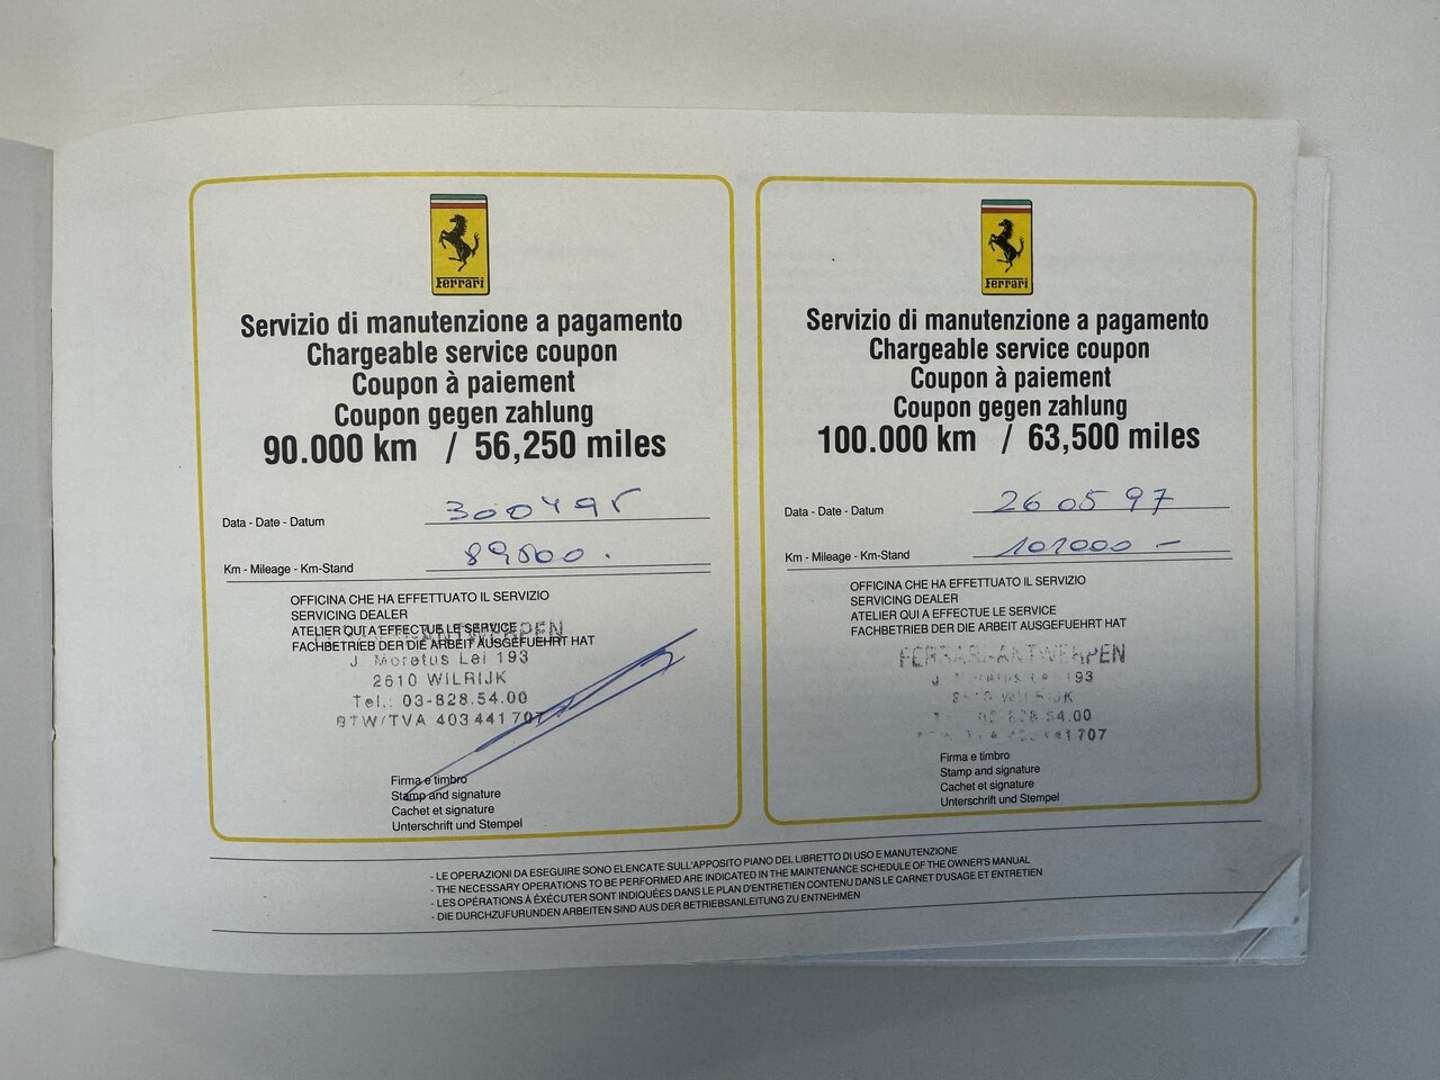 Ferrari
Servizio di manutenzione a pagamento
Chargeable service coupon
Coupon à paiement
Coupon gegen zahlung
90.000 km / 56,250 miles
Data - Date - Datum 300495
Km - Mileage - Km-Stand 89500.
OFFICINA CHE HA EFFETTUATO IL SERVIZIO
SERVICING DEALER
ATELIER QUI A EFFECTUE LE SERVICE
ANTWERPEN
FACHBETRIEB DER DIE ARBEIT AUSGEFUEHRT HAT
J Moretus Lei 193
2610 WILRIJK
Tel.: 03-828.54.00
BTW/TVA 403441707
Firma e timbro
Stamp and signature
Cachet et signature
Unterschrift und Stempel
Ferrari
Servizio di manutenzione a pagamento
Chargeable service coupon
Coupon à paiement
Coupon gegen zahlung
100.000 km / 63,500 miles
Data - Date - Datum 26 05 97
Km - Mileage - Km-Stand 101000 -
OFFICINA CHE HA EFFETTUATO IL SERVIZIO
SERVICING DEALER
ATELIER QUI A EFFECTUE LE SERVICE
FACHBETRIEB DER DIE ARBEIT AUSGEFUEHRT HAT
FERRARI-ANTWERPEN
J 193
WILRIJK
828 54.00
1707
Firma e timbro
Stamp and signature
Cachet et signature
Unterschrift und Stempel
- LE OPERAZIONI DA ESEGUIRE SONO ELENCATE SULL'APPOSITO PIANO DEL LIBRETTO DI USO E MANUTENZIONE
- THE NECESSARY OPERATIONS TO BE PERFORMED ARE INDICATED IN THE MAINTENANCE SCHEDULE OF THE OWNER'S MANUAL
- LES OPÉRATIONS À ÉXÉCUTER SONT INDIQUÉES DANS LE PLAN D'ENTRETIEN CONTENU DANS LE CARNET D'USAGE ET ENTRETIEN
- DIE DURCHZUFURUNDEN ARBEITEN SIND AUS DER BETRIEBSANLEITUNG ZU ENTNEHMEN